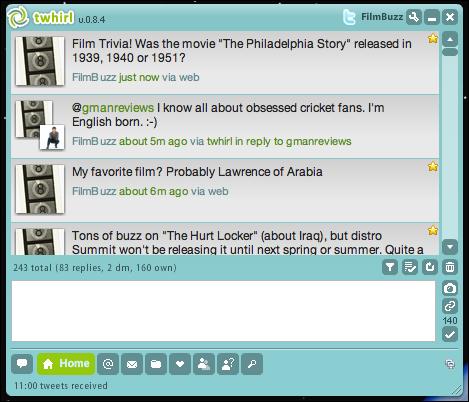 twhirl v.0.8.4
FilmBuzz
Film Trivia! Was the movie "The Philadelphia Story" released in
1939, 1940 or 1951?
FilmBuzz just now via web
@gmanreviews I know all about obsessed cricket fans. I'm
English born. :-)
FilmBuzz about 5m ago via twhirl in reply to gmanreviews
My favorite film? Probably Lawrence of Arabia
FilmBuzz about 6m ago via web
Tons of buzz on "The Hurt Locker" (about Iraq), but distro
Summit won't be releasing it until next spring or summer. Quite a
243 total (83 replies, 2 dm, 160 own)
140
@ Home
11:00 tweets received